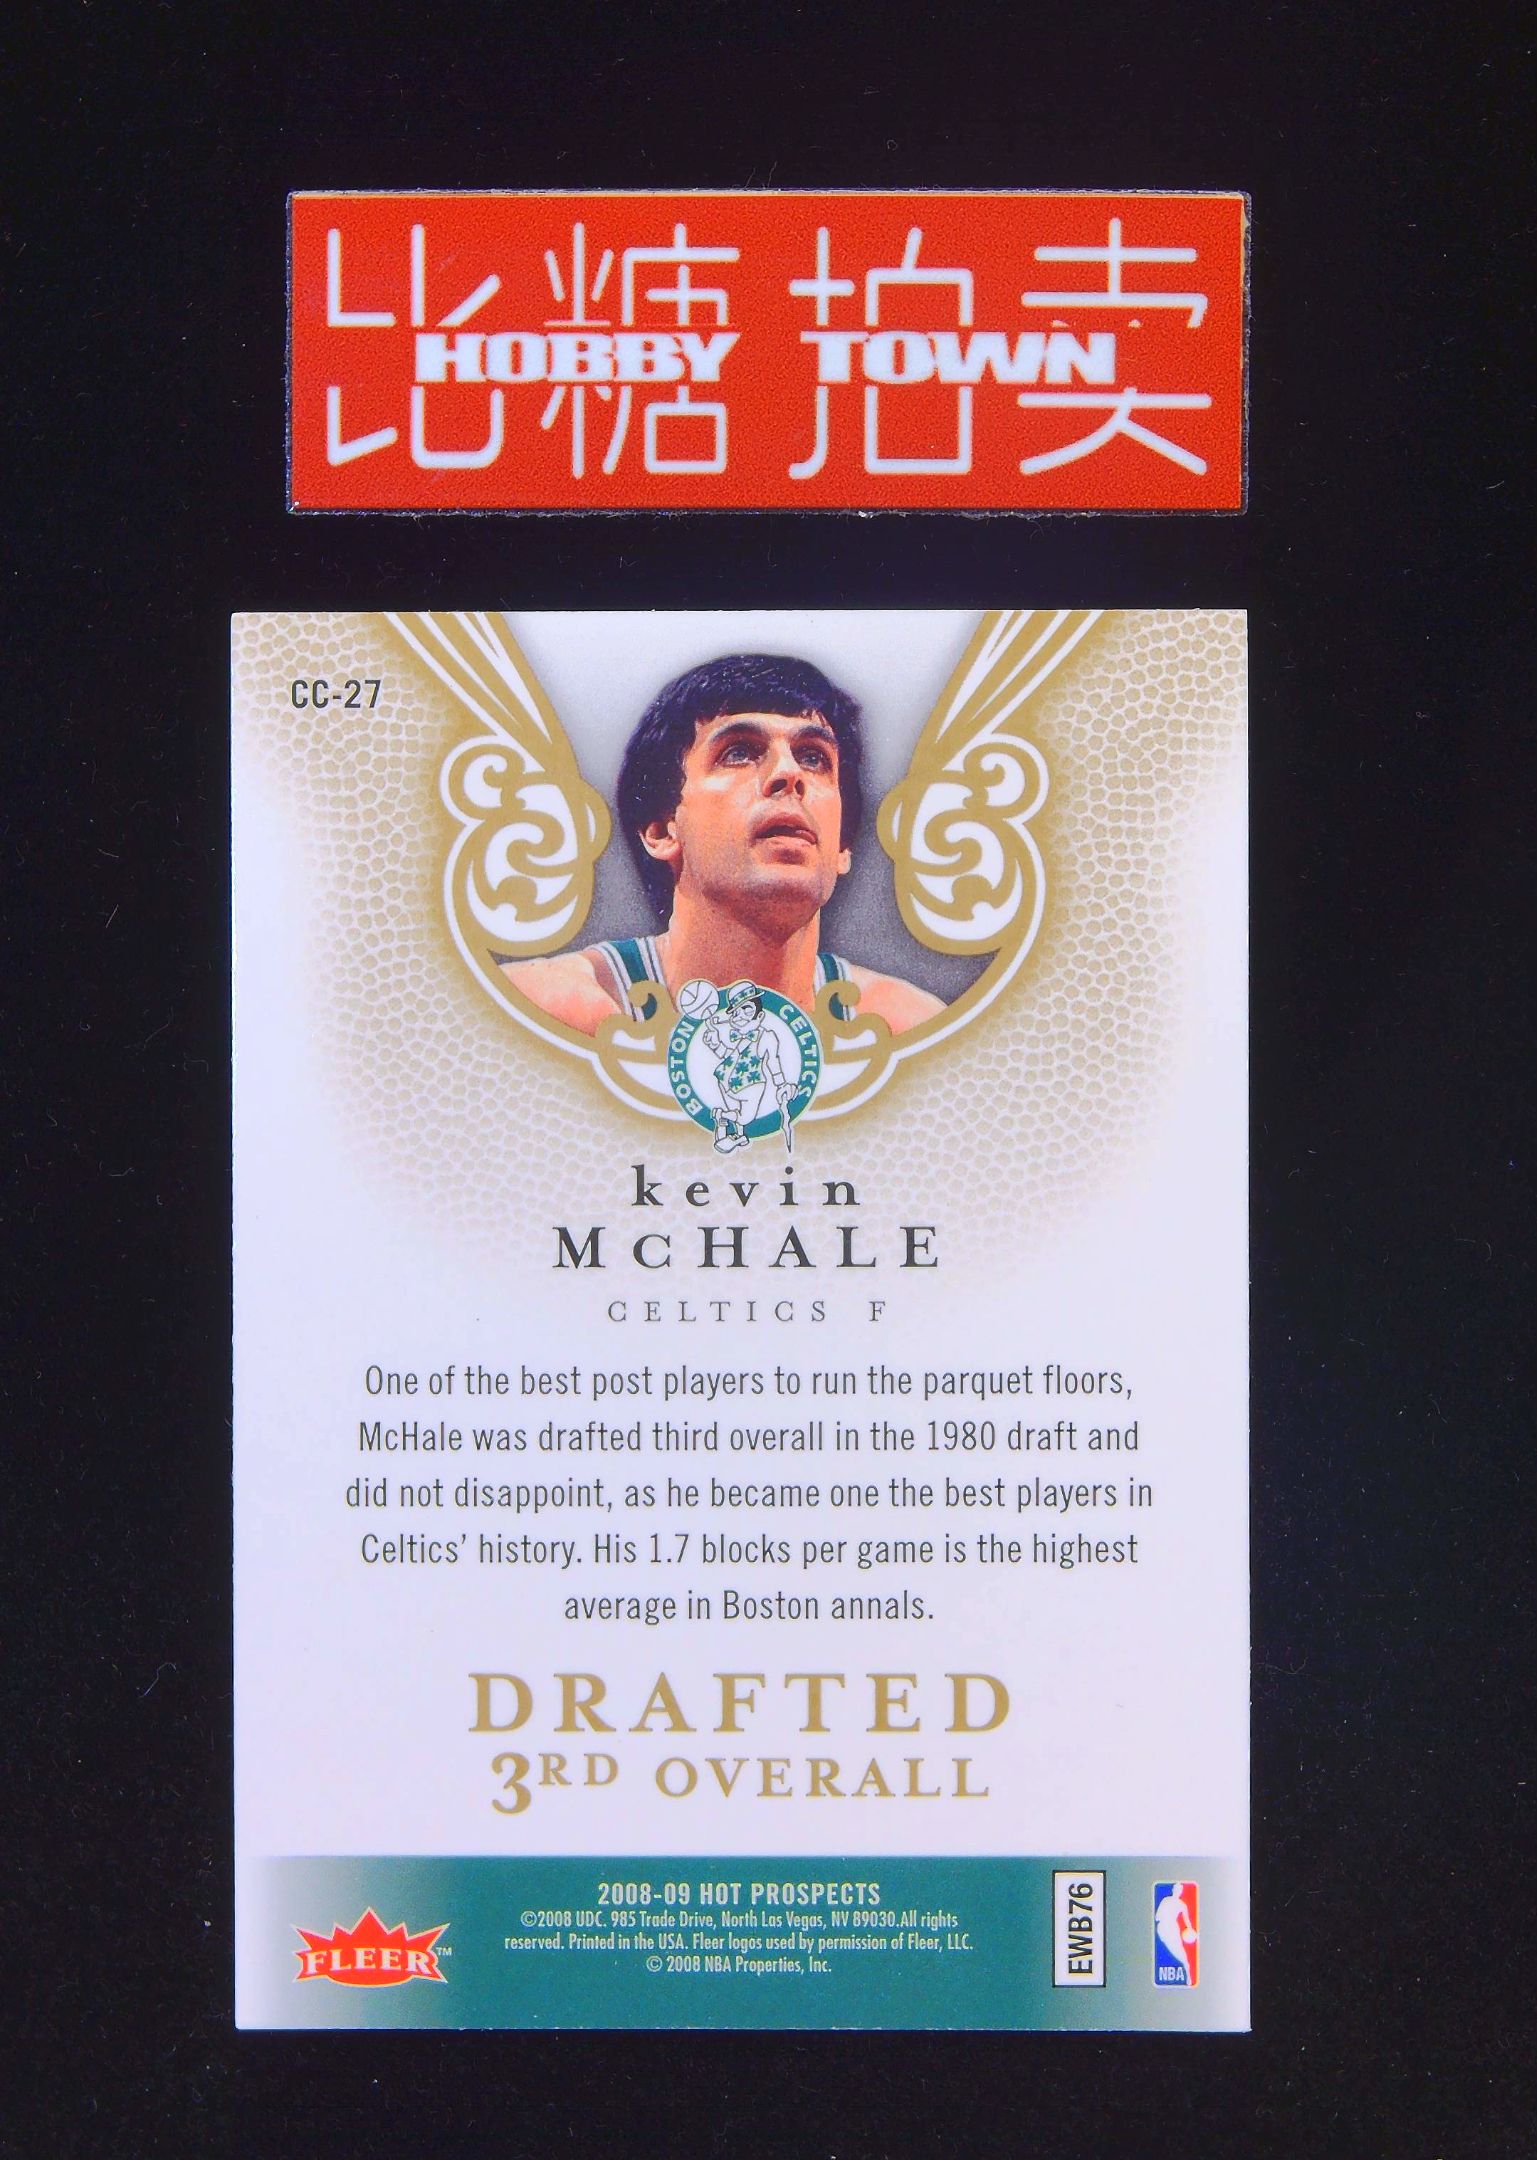 比糖拍卖
HOBBY TOWN
CC-27
BOSTON CELTICS
kevin
McHALE
CELTICS F
One of the best post players to run the parquet floors,
McHale was drafted third overall in the 1980 draft and
did not disappoint, as he became one the best players in
Celtics' history. His 1.7 blocks per game is the highest
average in Boston annals.
DRAFTED
3RD OVERALL
2008-09 HOT PROSPECTS
©2008 UDC. 985 Trade Drive, North Las Vegas, NV 89030.All rights
reserved. Printed in the USA. Fleer logos used by permission of Fleer, LLC.
© 2008 NBA Properties, Inc.
FLEER™
EWB76
NBA